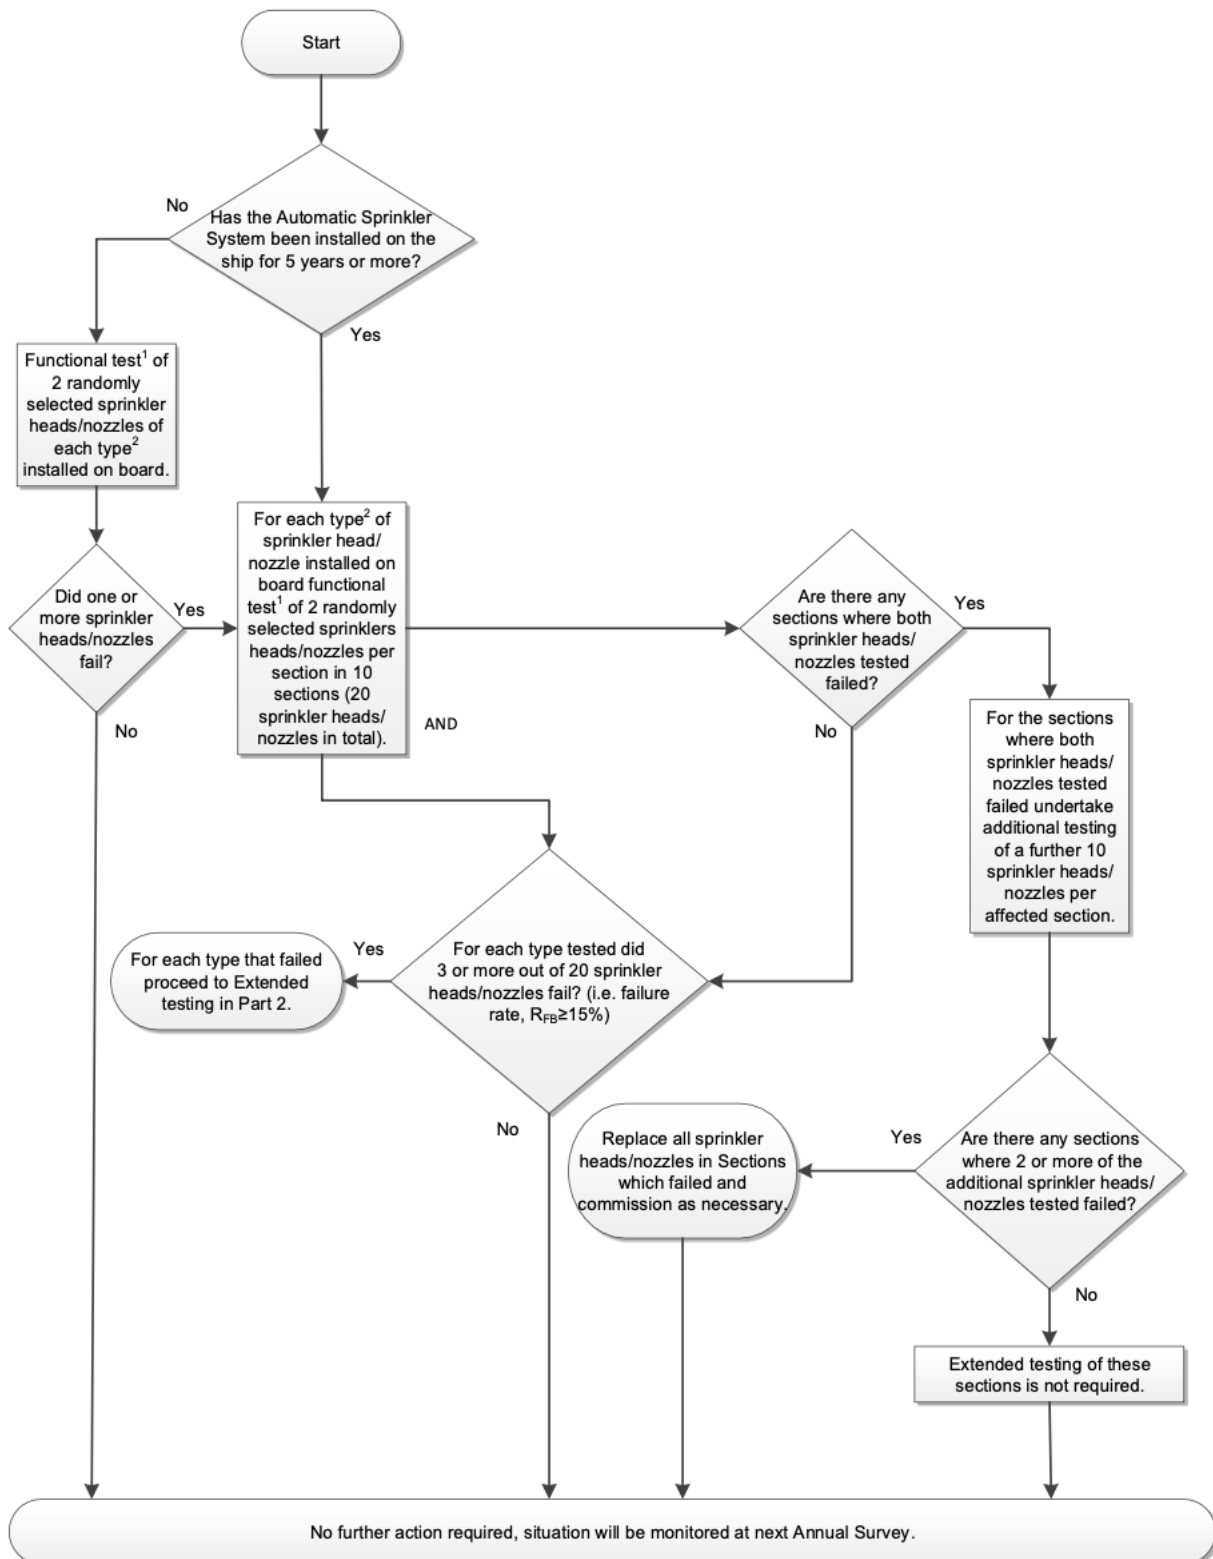 Start
Has the Automatic Sprinkler
System been installed on the
ship for 5 years or more?
No
Yes
Functional test¹ of
2 randomly
selected sprinkler
heads/nozzles of
each type²
installed on board.
Did one or
more sprinkler
heads/nozzles
fail?
Yes
No
For each type² of
sprinkler head/
nozzle installed on
board functional
test¹ of 2 randomly
selected sprinklers
heads/nozzles per
section in 10
sections (20
sprinkler heads/
nozzles in total).
AND
Are there any
sections where both
sprinkler heads/
nozzles tested
failed?
Yes
No
For the sections
where both
sprinkler heads/
nozzles tested
failed undertake
additional testing
of a further 10
sprinkler heads/
nozzles per
affected section.
For each type tested did
3 or more out of 20 sprinkler
heads/nozzles fail? (i.e. failure
rate, RFB≥15%)
Yes
No
For each type that failed
proceed to Extended
testing in Part 2.
Are there any sections
where 2 or more of the
additional sprinkler heads/
nozzles tested failed?
Yes
No
Replace all sprinkler
heads/nozzles in Sections
which failed and
commission as necessary.
Extended testing of these
sections is not required.
No further action required, situation will be monitored at next Annual Survey.